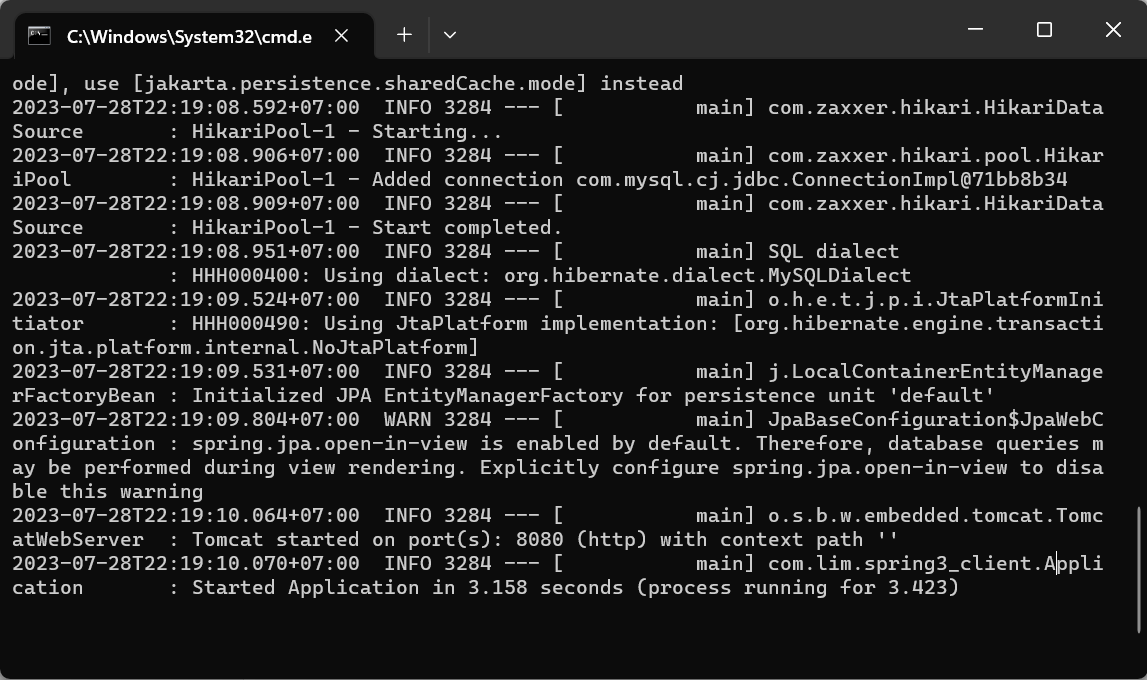 C:\Windows\System32\cmd.e
ode], use [jakarta.persistence.sharedCache.mode] instead
2023-07-28T22:19:08.592+07:00  INFO 3284 --- [           main] com.zaxxer.hikari.HikariData
Source       : HikariPool-1 - Starting...
2023-07-28T22:19:08.906+07:00  INFO 3284 --- [           main] com.zaxxer.hikari.pool.Hikar
iPool        : HikariPool-1 - Added connection com.mysql.cj.jdbc.ConnectionImpl@71bb8b34
2023-07-28T22:19:08.909+07:00  INFO 3284 --- [           main] com.zaxxer.hikari.HikariData
Source       : HikariPool-1 - Start completed.
2023-07-28T22:19:08.951+07:00  INFO 3284 --- [           main] SQL dialect
             : HHH000400: Using dialect: org.hibernate.dialect.MySQLDialect
2023-07-28T22:19:09.524+07:00  INFO 3284 --- [           main] o.h.e.t.j.p.i.JtaPlatformIni
tiator       : HHH000490: Using JtaPlatform implementation: [org.hibernate.engine.transacti
on.jta.platform.internal.NoJtaPlatform]
2023-07-28T22:19:09.531+07:00  INFO 3284 --- [           main] j.LocalContainerEntityManage
rFactoryBean : Initialized JPA EntityManagerFactory for persistence unit 'default'
2023-07-28T22:19:09.804+07:00  WARN 3284 --- [           main] JpaBaseConfiguration$JpaWebC
onfiguration : spring.jpa.open-in-view is enabled by default. Therefore, database queries m
ay be performed during view rendering. Explicitly configure spring.jpa.open-in-view to disa
ble this warning
2023-07-28T22:19:10.064+07:00  INFO 3284 --- [           main] o.s.b.w.embedded.tomcat.Tomc
atWebServer  : Tomcat started on port(s): 8080 (http) with context path ''
2023-07-28T22:19:10.070+07:00  INFO 3284 --- [           main] com.lim.spring3_client.Appli
cation       : Started Application in 3.158 seconds (process running for 3.423)